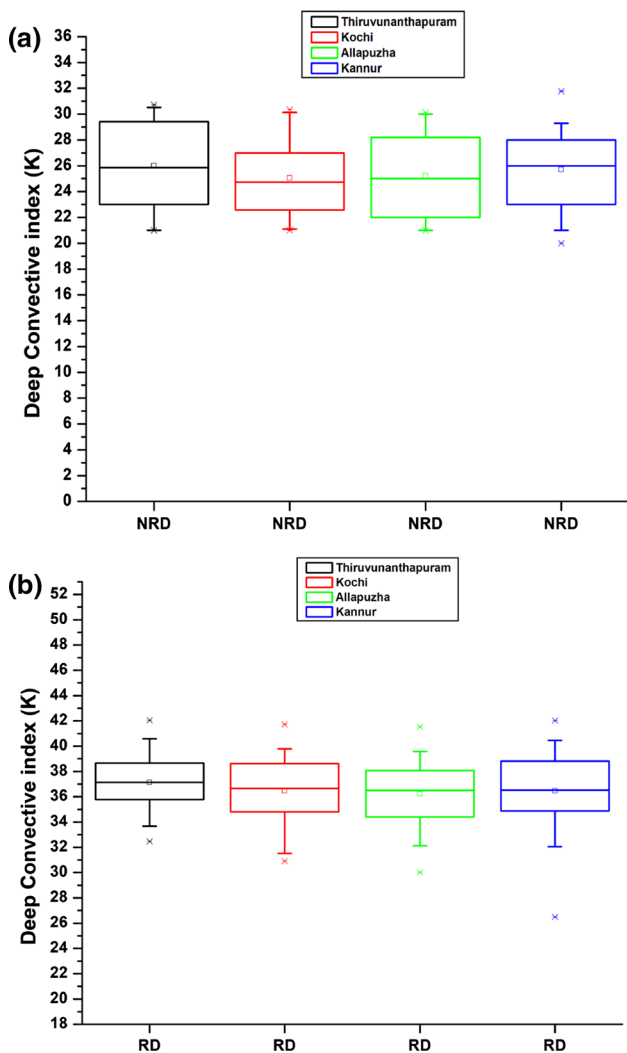 (a)
Thiruvunanthapuram
Kochi
Allapuzha
Kannur
Deep Convective index (K)
36
34
32
30
28
26
24
22
20
18
16
14
12
10
8
6
4
2
0
NRD NRD NRD NRD
(b)
Thiruvunanthapuram
Kochi
Allapuzha
Kannur
Deep Convective index (K)
52
50
48
46
44
42
40
38
36
34
32
30
28
26
24
22
20
18
RD RD RD RD